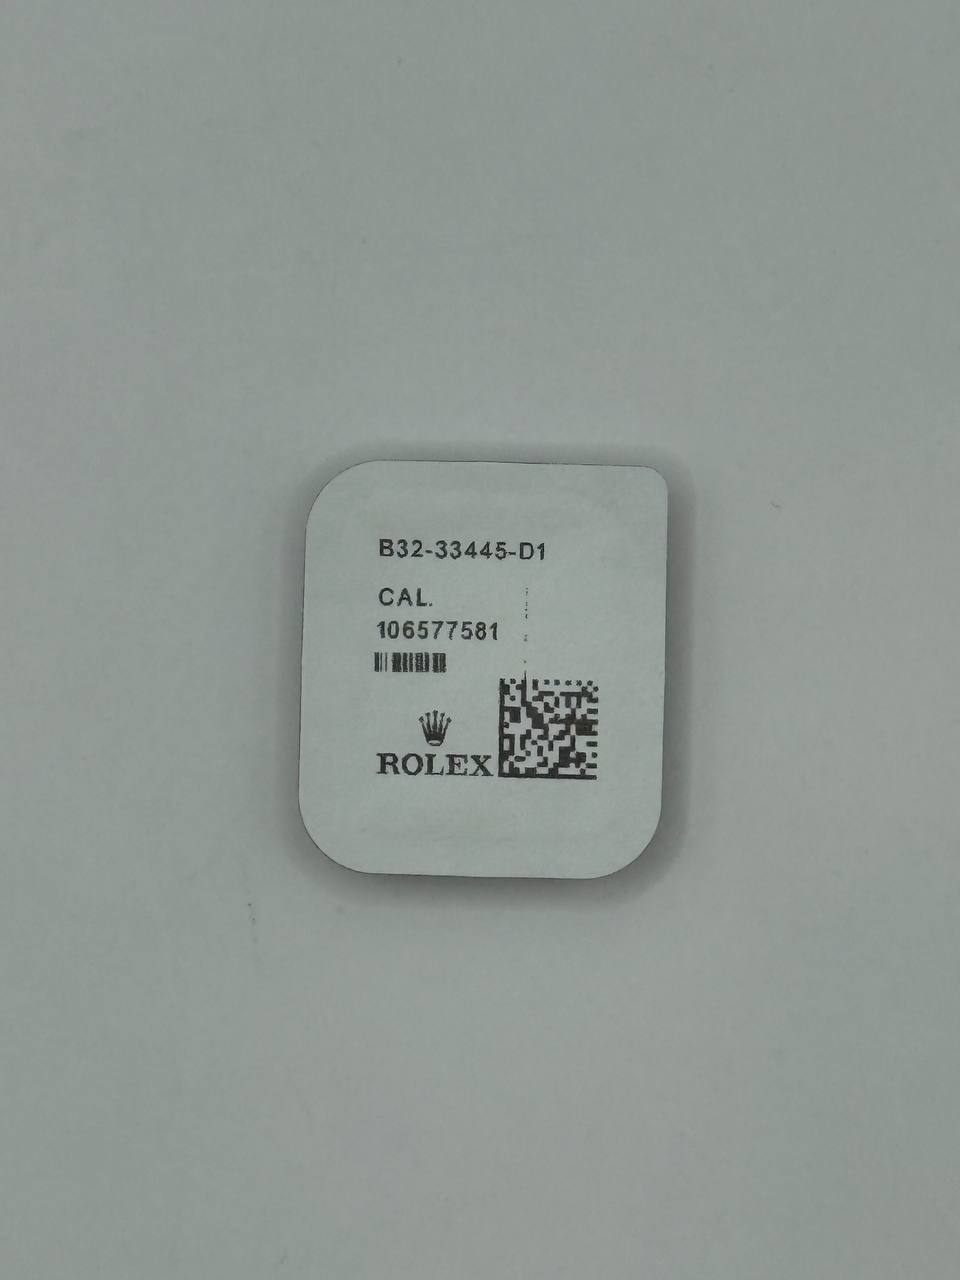 B32-33445-D1
CAL.
106577581
ROLEX